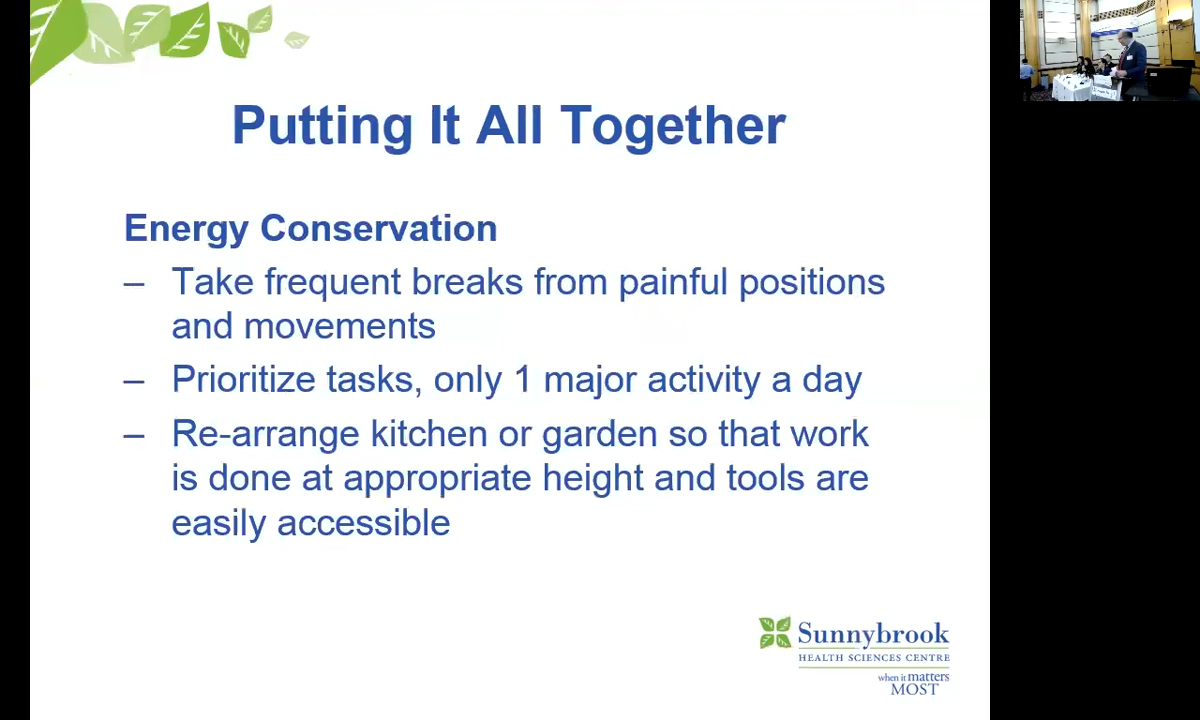 Putting It All Together
Energy Conservation
– Take frequent breaks from painful positions
and movements
– Prioritize tasks, only 1 major activity a day
– Re-arrange kitchen or garden so that work
is done at appropriate height and tools are
easily accessible
Sunnybrook
HEALTH SCIENCES CENTRE
when it matters
MOST